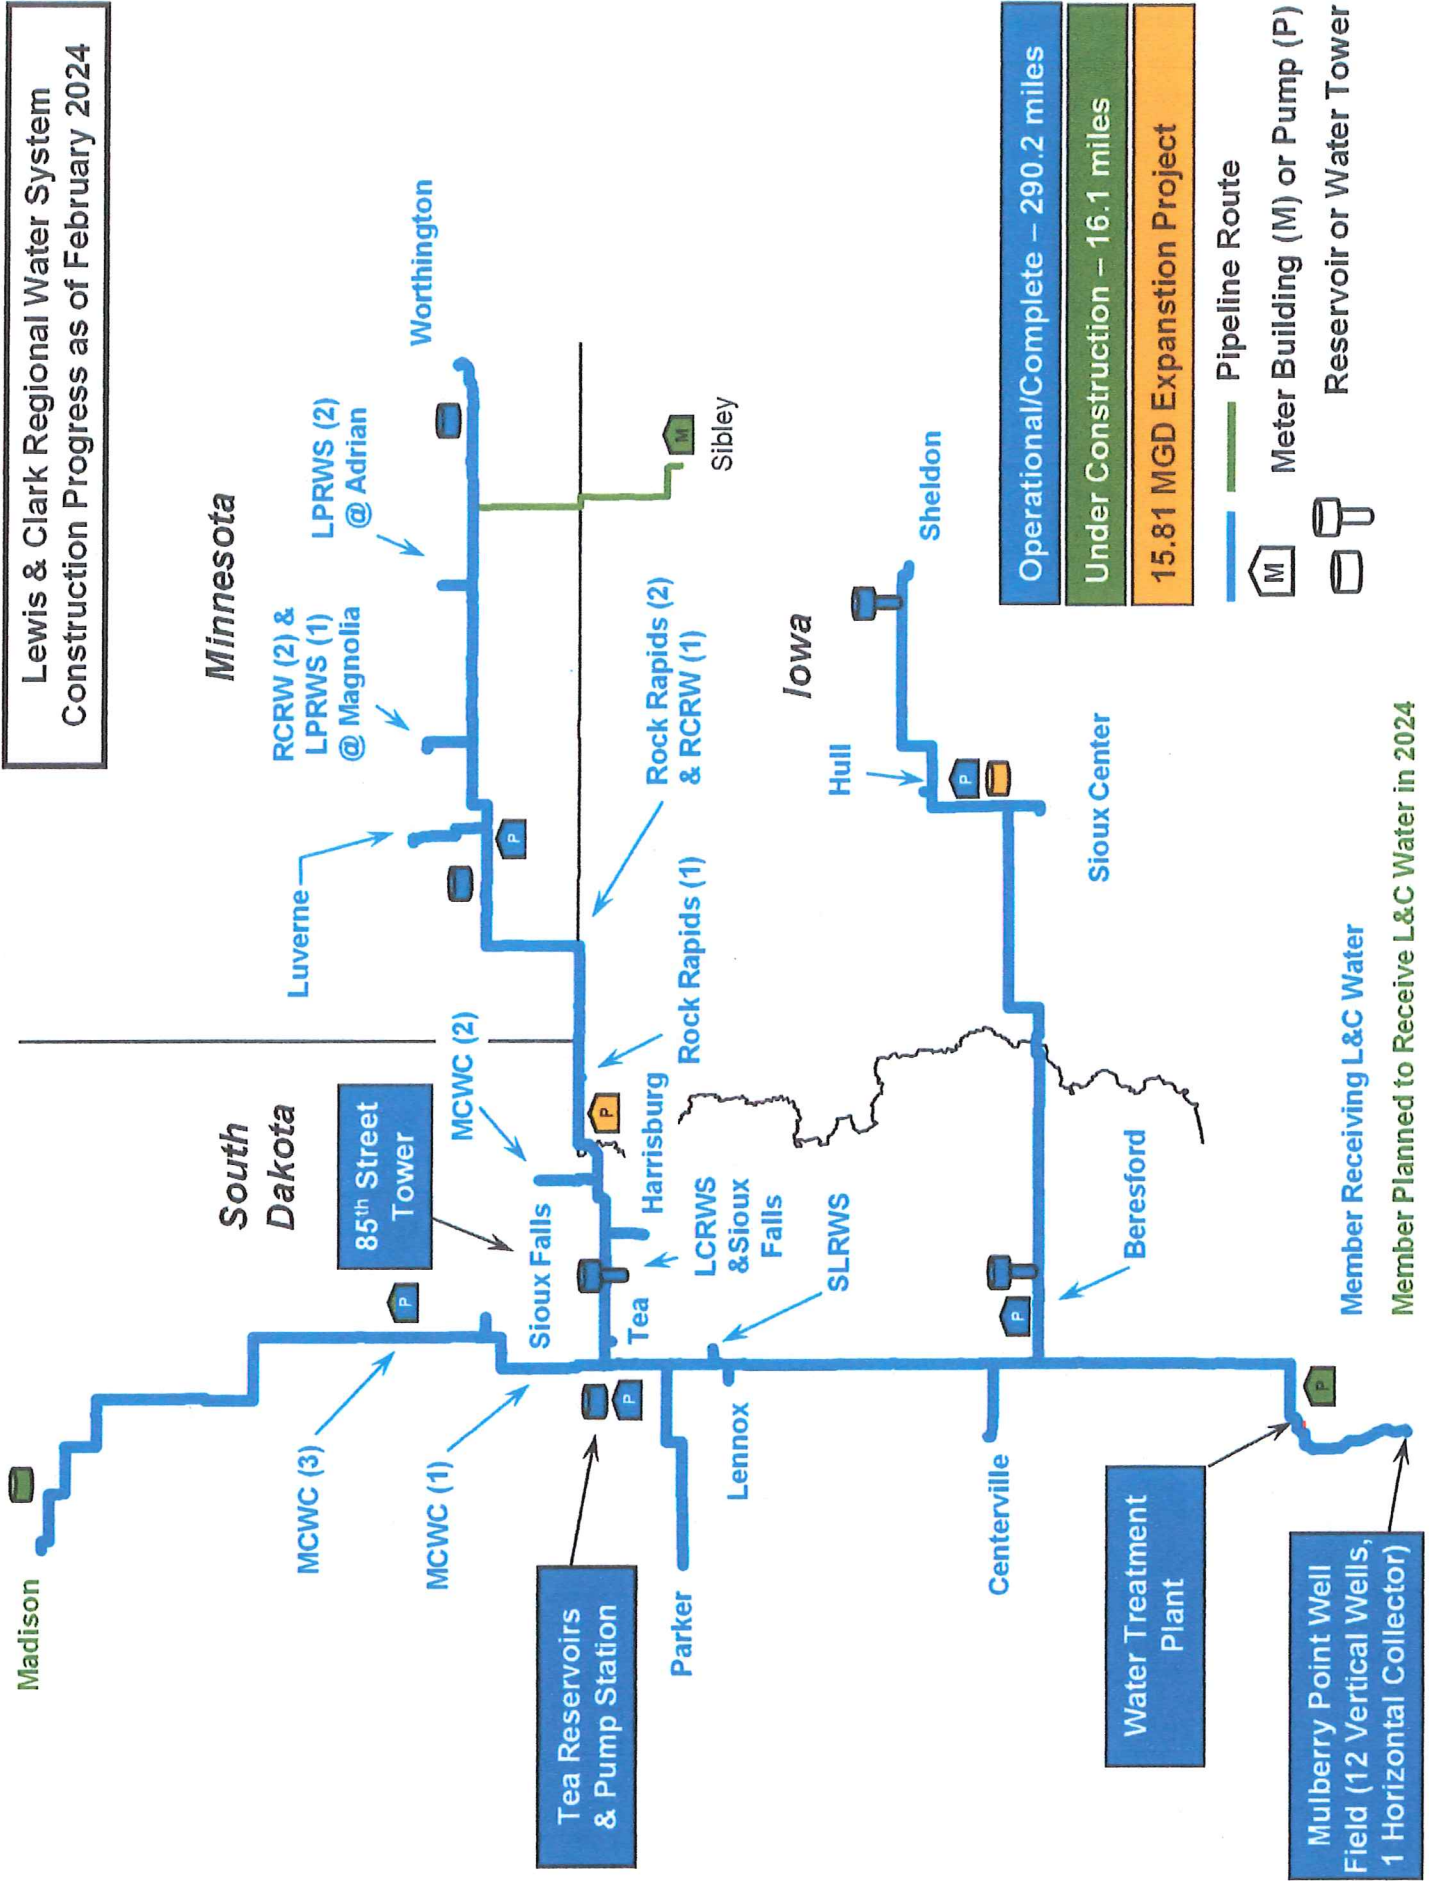 Lewis & Clark Regional Water System
Construction Progress as of February 2024
Madison
South
Dakota
Minnesota
MCWC (3)
85th Street
Tower
Luverne
RCRW (2) &
LPRWS (1)
@ Magnolia
LPRWS (2)
@ Adrian
Worthington
P
MCWC (1)
MCWC (2)
Sioux Falls
P
Tea Reservoirs
& Pump Station
P
Tea
P
Harrisburg
Rock Rapids (1)
Rock Rapids (2)
& RCRW (1)
M
Sibley
Parker
Lennox
LCRWS
&Sioux
Falls
SLRWS
Iowa
Hull
Sheldon
P
Centerville
P
Beresford
Sioux Center
Water Treatment
Plant
P
Mulberry Point Well
Field (12 Vertical Wells,
1 Horizontal Collector)
Member Receiving L&C Water
Member Planned to Receive L&C Water in 2024
Operational/Complete – 290.2 miles
Under Construction – 16.1 miles
15.81 MGD Expanstion Project
Pipeline Route
M
Meter Building (M) or Pump (P)
Reservoir or Water Tower